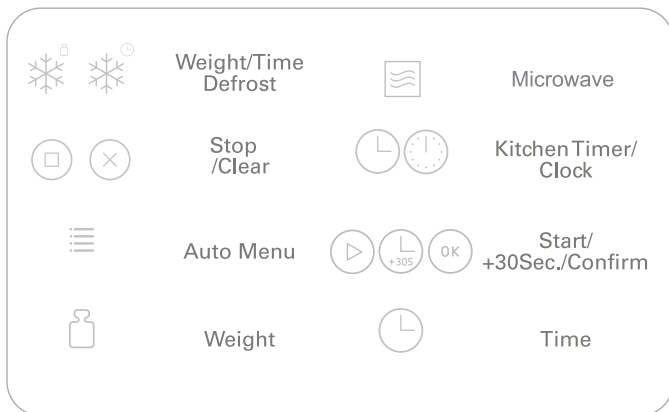 Weight/Time
Defrost
Microwave
Stop
/Clear
Kitchen Timer/
Clock
Auto Menu
+30S
OK
Start/
+30Sec./Confirm
Weight
Time